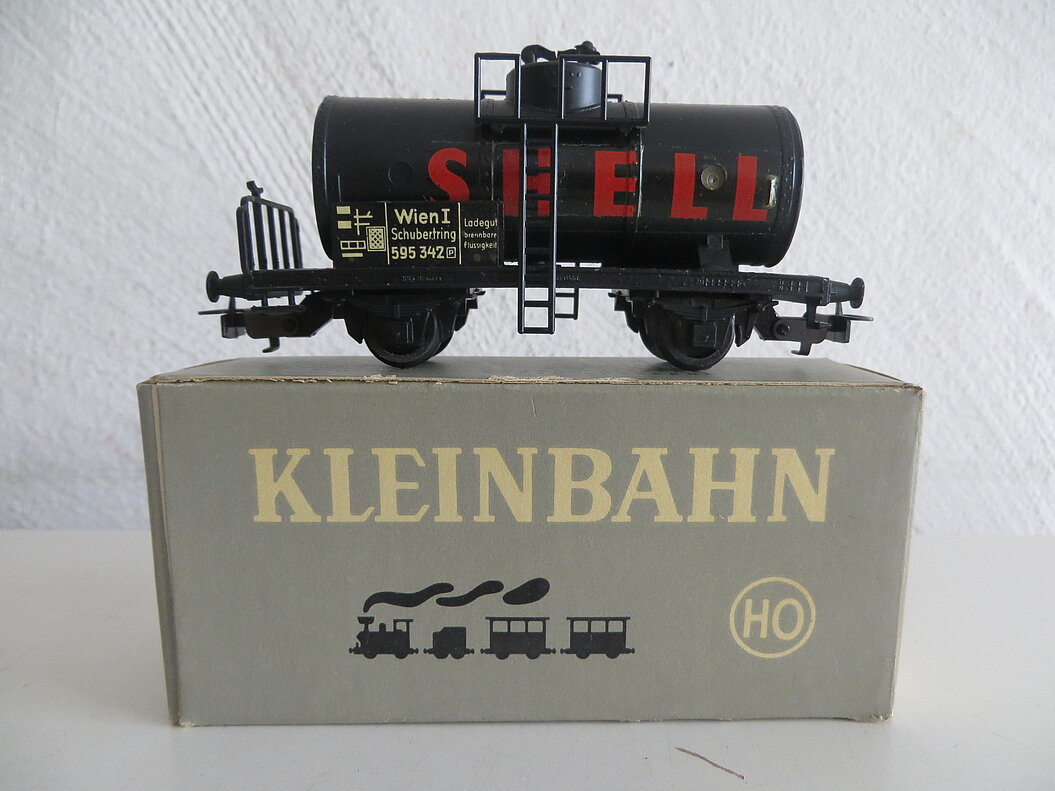 SHELL
Wien I
Schubertring
595 342 P
Ladegut
brennbare
Flüssigkeit
KLEINBAHN
HO